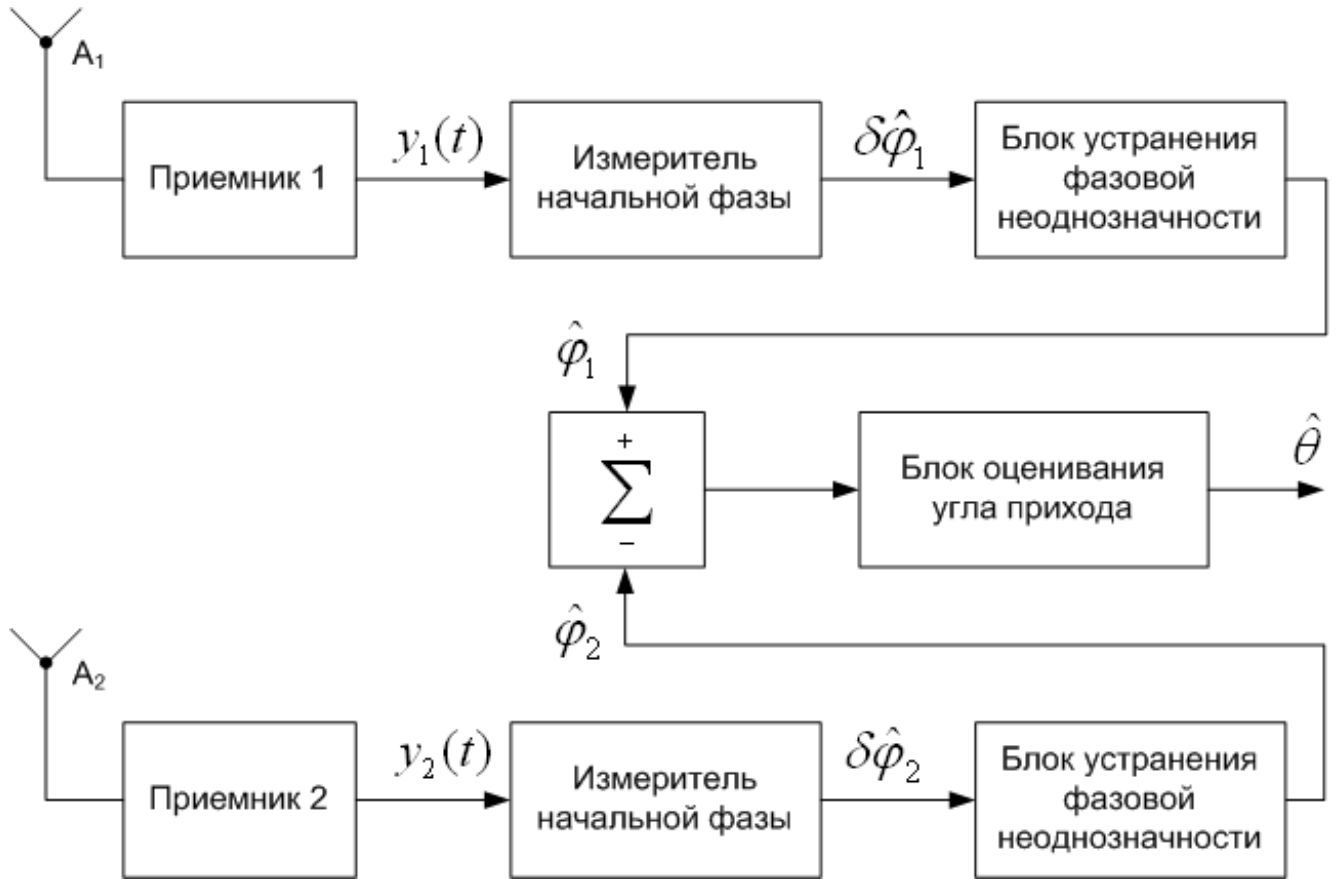 A₁
Приемник 1
y₁(t)
Измеритель
начальной фазы
δφ̂₁
Блок устранения
фазовой
неоднозначности
φ̂₁
+
∑
−
Блок оценивания
угла прихода
θ̂
φ̂₂
A₂
Приемник 2
y₂(t)
Измеритель
начальной фазы
δφ̂₂
Блок устранения
фазовой
неоднозначности